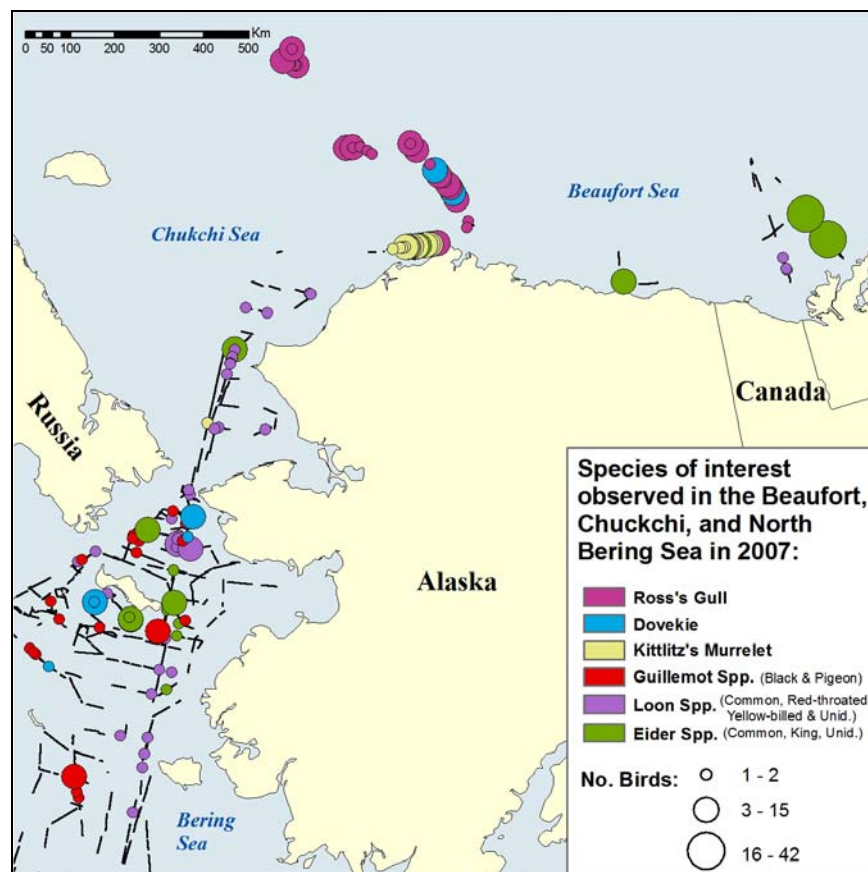 Km
0 50 100 200 300 400 500
Beaufort Sea
Chukchi Sea
Russia
Canada
Alaska
Bering
Sea
Species of interest
observed in the Beaufort,
Chuckchi, and North
Bering Sea in 2007:
Ross's Gull
Dovekie
Kittlitz's Murrelet
Guillemot Spp. (Black & Pigeon)
Loon Spp. (Common, Red-throated
Yellow-billed & Unid.)
Eider Spp. (Common, King, Unid.)
No. Birds:
1 - 2
3 - 15
16 - 42